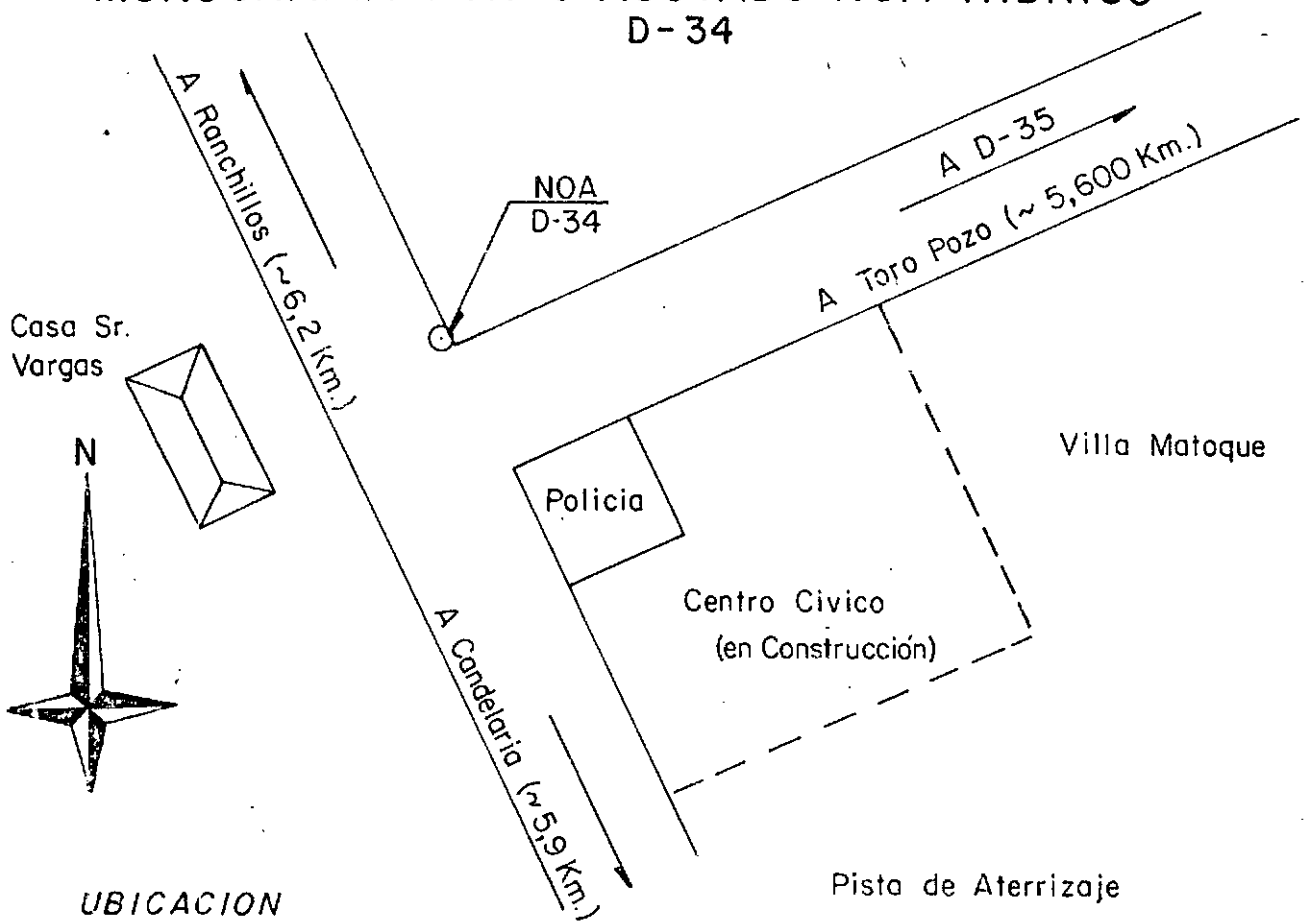 D-34
A Ranchillos (~6,2 Km.)
NOA
D-34
A D-35
A Toro Pozo (~ 5,600 Km.)
Casa Sr.
Vargas
N
Policia
Villa Matoque
Centro Civico
(en Construcción)
A Candelaria (~5,9 Km.)
UBICACION
Pista de Aterrizaje